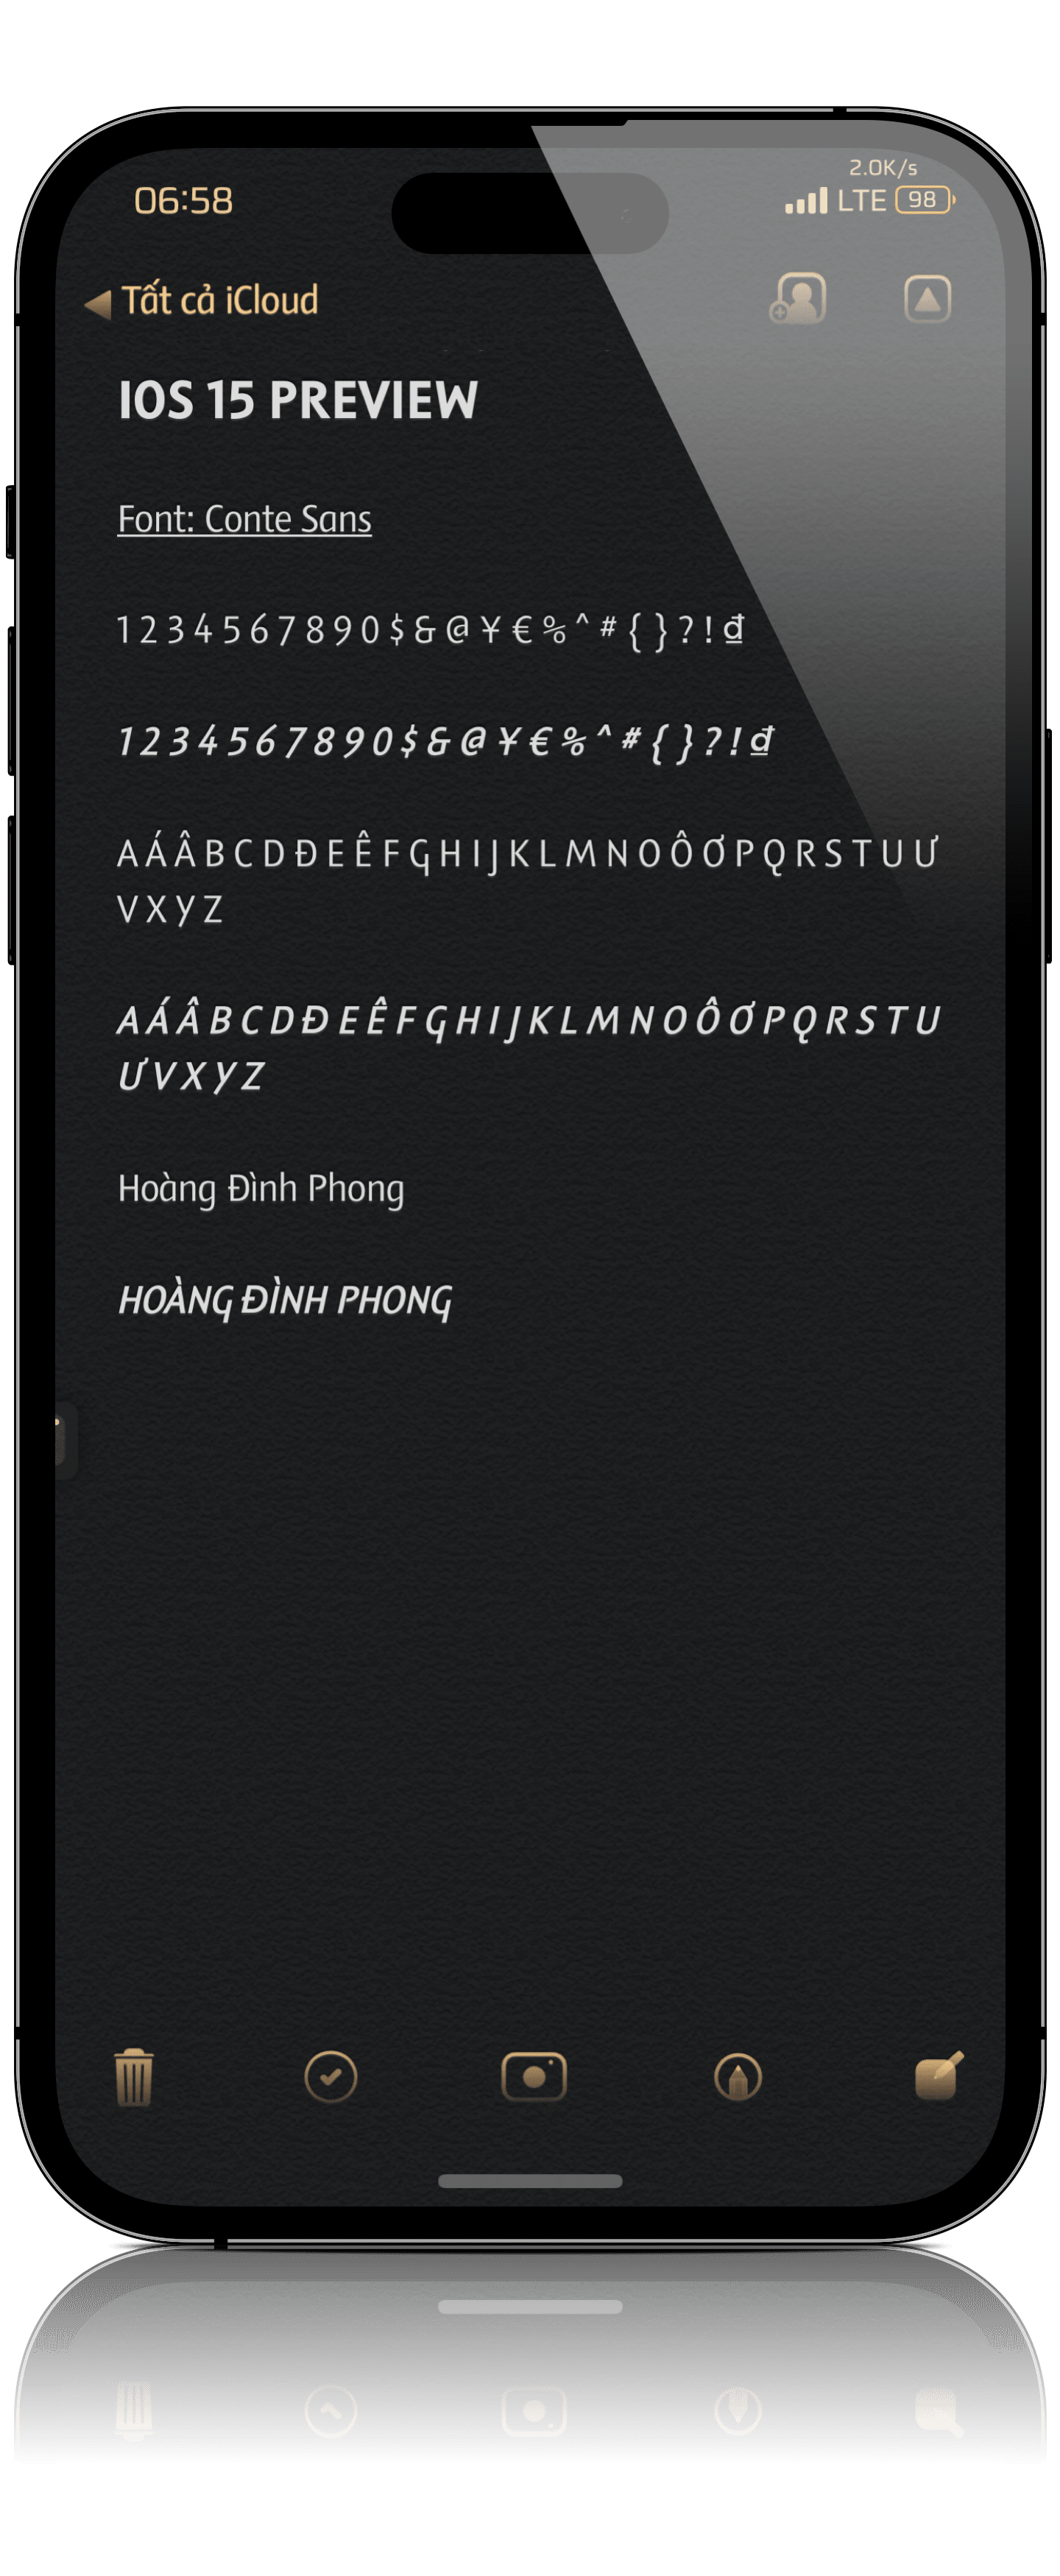 06:58
2.0K/s
LTE 98
Tất cả iCloud
IOS 15 PREVIEW
Font: Conte Sans
1 2 3 4 5 6 7 8 9 0 $ & @ ¥ € % ^ # { } ? ! ₫
1 2 3 4 5 6 7 8 9 0 $ & @ ¥ € % ^ # { } ? ! ₫
A Á Â B C D Đ E Ê F G H I J K L M N O Ô Ơ P Q R S T U Ư
V X Y Z
A Á Â B C D Đ E Ê F G H I J K L M N O Ô Ơ P Q R S T U
Ư V X Y Z
Hoàng Đình Phong
HOÀNG ĐÌNH PHONG